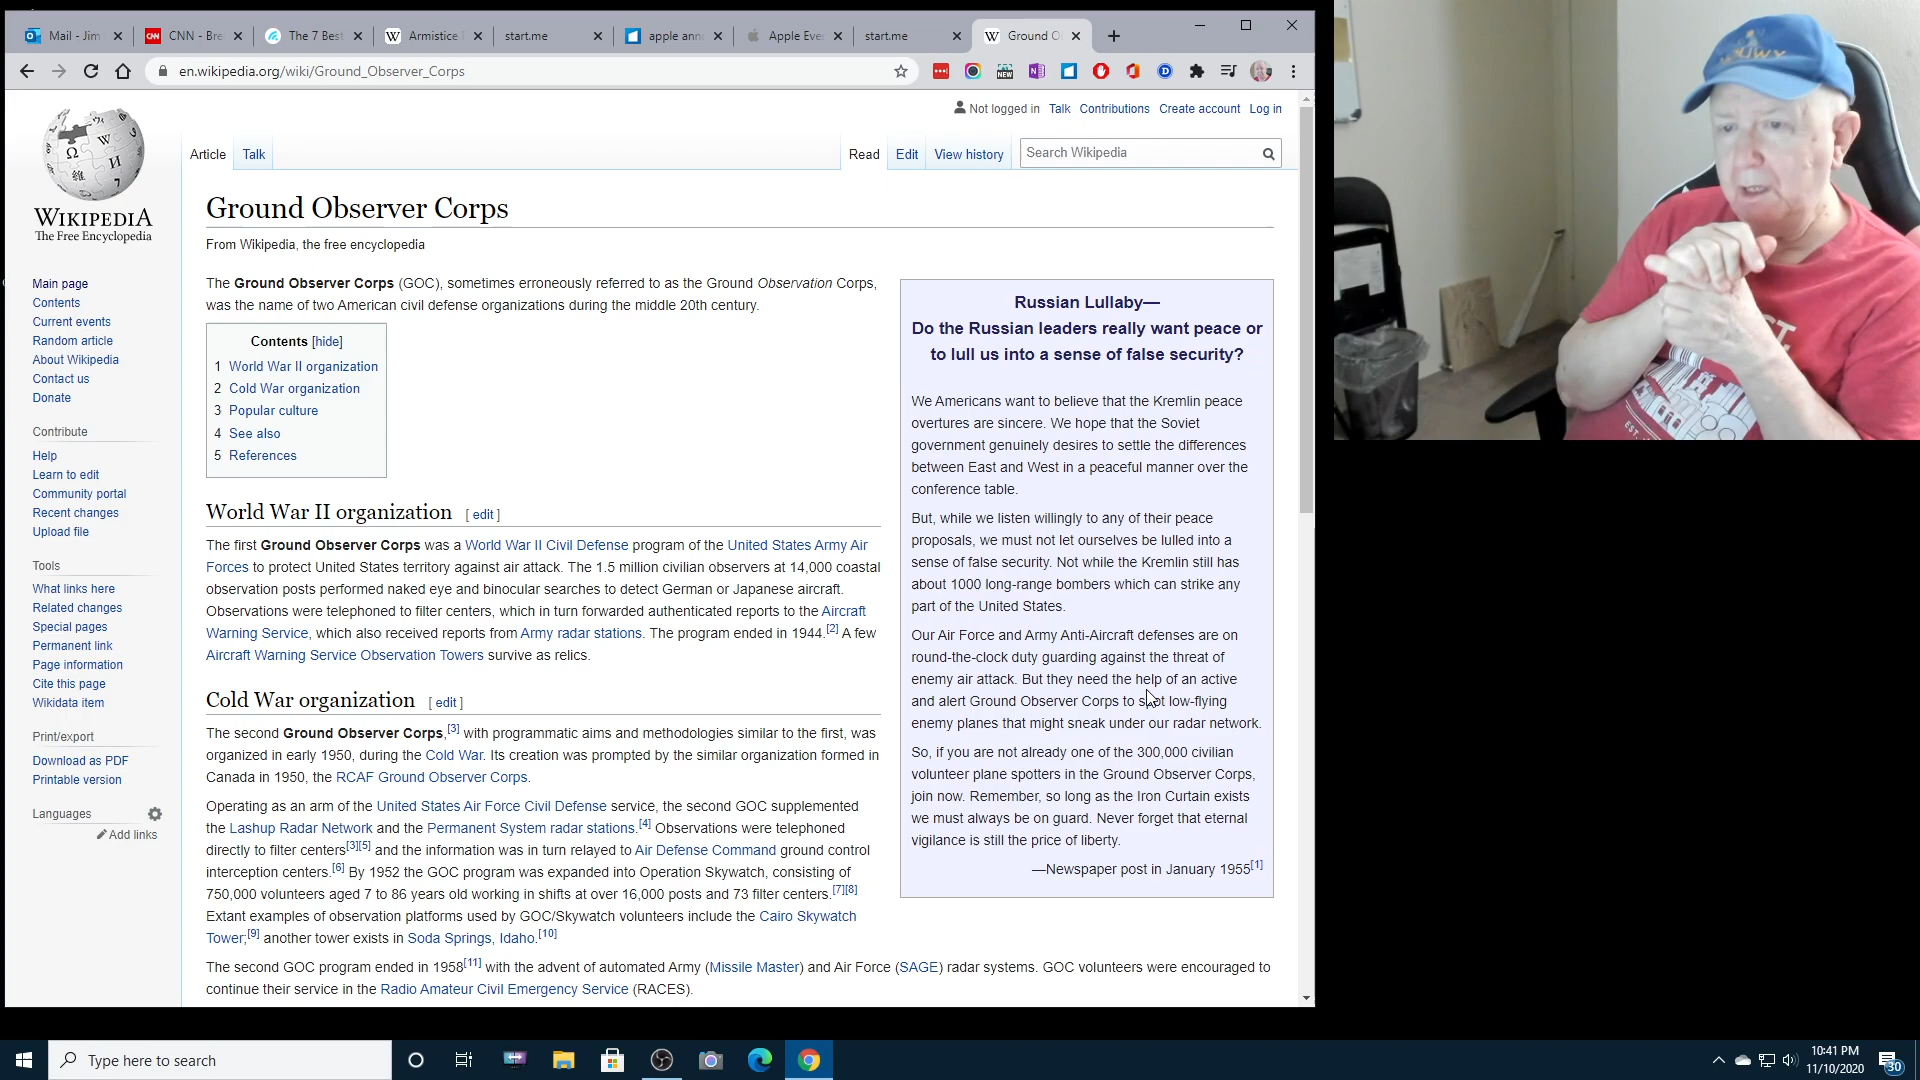 Mail - Jim
CNN - Bre
The 7 Best
Armistice
start.me
apple ann
Apple Eve
start.me
Ground O
en.wikipedia.org/wiki/Ground_Observer_Corps
Not logged in Talk Contributions Create account Log in
WIKIPEDIA
The Free Encyclopedia
Article Talk
Read Edit View history
Search Wikipedia
Ground Observer Corps
From Wikipedia, the free encyclopedia
Main page
Contents
Current events
Random article
About Wikipedia
Contact us
Donate
Contribute
Help
Learn to edit
Community portal
Recent changes
Upload file
Tools
What links here
Related changes
Special pages
Permanent link
Page information
Cite this page
Wikidata item
Print/export
Download as PDF
Printable version
Languages
Add links
The Ground Observer Corps (GOC), sometimes erroneously referred to as the Ground Observation Corps,
was the name of two American civil defense organizations during the middle 20th century.
Contents [hide]
1 World War II organization
2 Cold War organization
3 Popular culture
4 See also
5 References
World War II organization [ edit ]
The first Ground Observer Corps was a World War II Civil Defense program of the United States Army Air
Forces to protect United States territory against air attack. The 1.5 million civilian observers at 14,000 coastal
observation posts performed naked eye and binocular searches to detect German or Japanese aircraft.
Observations were telephoned to filter centers, which in turn forwarded authenticated reports to the Aircraft
Warning Service, which also received reports from Army radar stations. The program ended in 1944.[2] A few
Aircraft Warning Service Observation Towers survive as relics.
Cold War organization [ edit ]
The second Ground Observer Corps,[3] with programmatic aims and methodologies similar to the first, was
organized in early 1950, during the Cold War. Its creation was prompted by the similar organization formed in
Canada in 1950, the RCAF Ground Observer Corps.
Operating as an arm of the United States Air Force Civil Defense service, the second GOC supplemented
the Lashup Radar Network and the Permanent System radar stations.[4] Observations were telephoned
directly to filter centers[3][5] and the information was in turn relayed to Air Defense Command ground control
interception centers.[6] By 1952 the GOC program was expanded into Operation Skywatch, consisting of
750,000 volunteers aged 7 to 86 years old working in shifts at over 16,000 posts and 73 filter centers.[7][8]
Extant examples of observation platforms used by GOC/Skywatch volunteers include the Cairo Skywatch
Tower;[9] another tower exists in Soda Springs, Idaho.[10]
The second GOC program ended in 1958[11] with the advent of automated Army (Missile Master) and Air Force (SAGE) radar systems. GOC volunteers were encouraged to
continue their service in the Radio Amateur Civil Emergency Service (RACES).
Russian Lullaby—
Do the Russian leaders really want peace or
to lull us into a sense of false security?
We Americans want to believe that the Kremlin peace
overtures are sincere. We hope that the Soviet
government genuinely desires to settle the differences
between East and West in a peaceful manner over the
conference table.
But, while we listen willingly to any of their peace
proposals, we must not let ourselves be lulled into a
sense of false security. Not while the Kremlin still has
about 1000 long-range bombers which can strike any
part of the United States.
Our Air Force and Army Anti-Aircraft defenses are on
round-the-clock duty guarding against the threat of
enemy air attack. But they need the help of an active
and alert Ground Observer Corps to spot low-flying
enemy planes that might sneak under our radar network.
So, if you are not already one of the 300,000 civilian
volunteer plane spotters in the Ground Observer Corps,
join now. Remember, so long as the Iron Curtain exists
we must always be on guard. Never forget that eternal
vigilance is still the price of liberty.
—Newspaper post in January 1955[1]
Type here to search
10:41 PM
11/10/2020
30